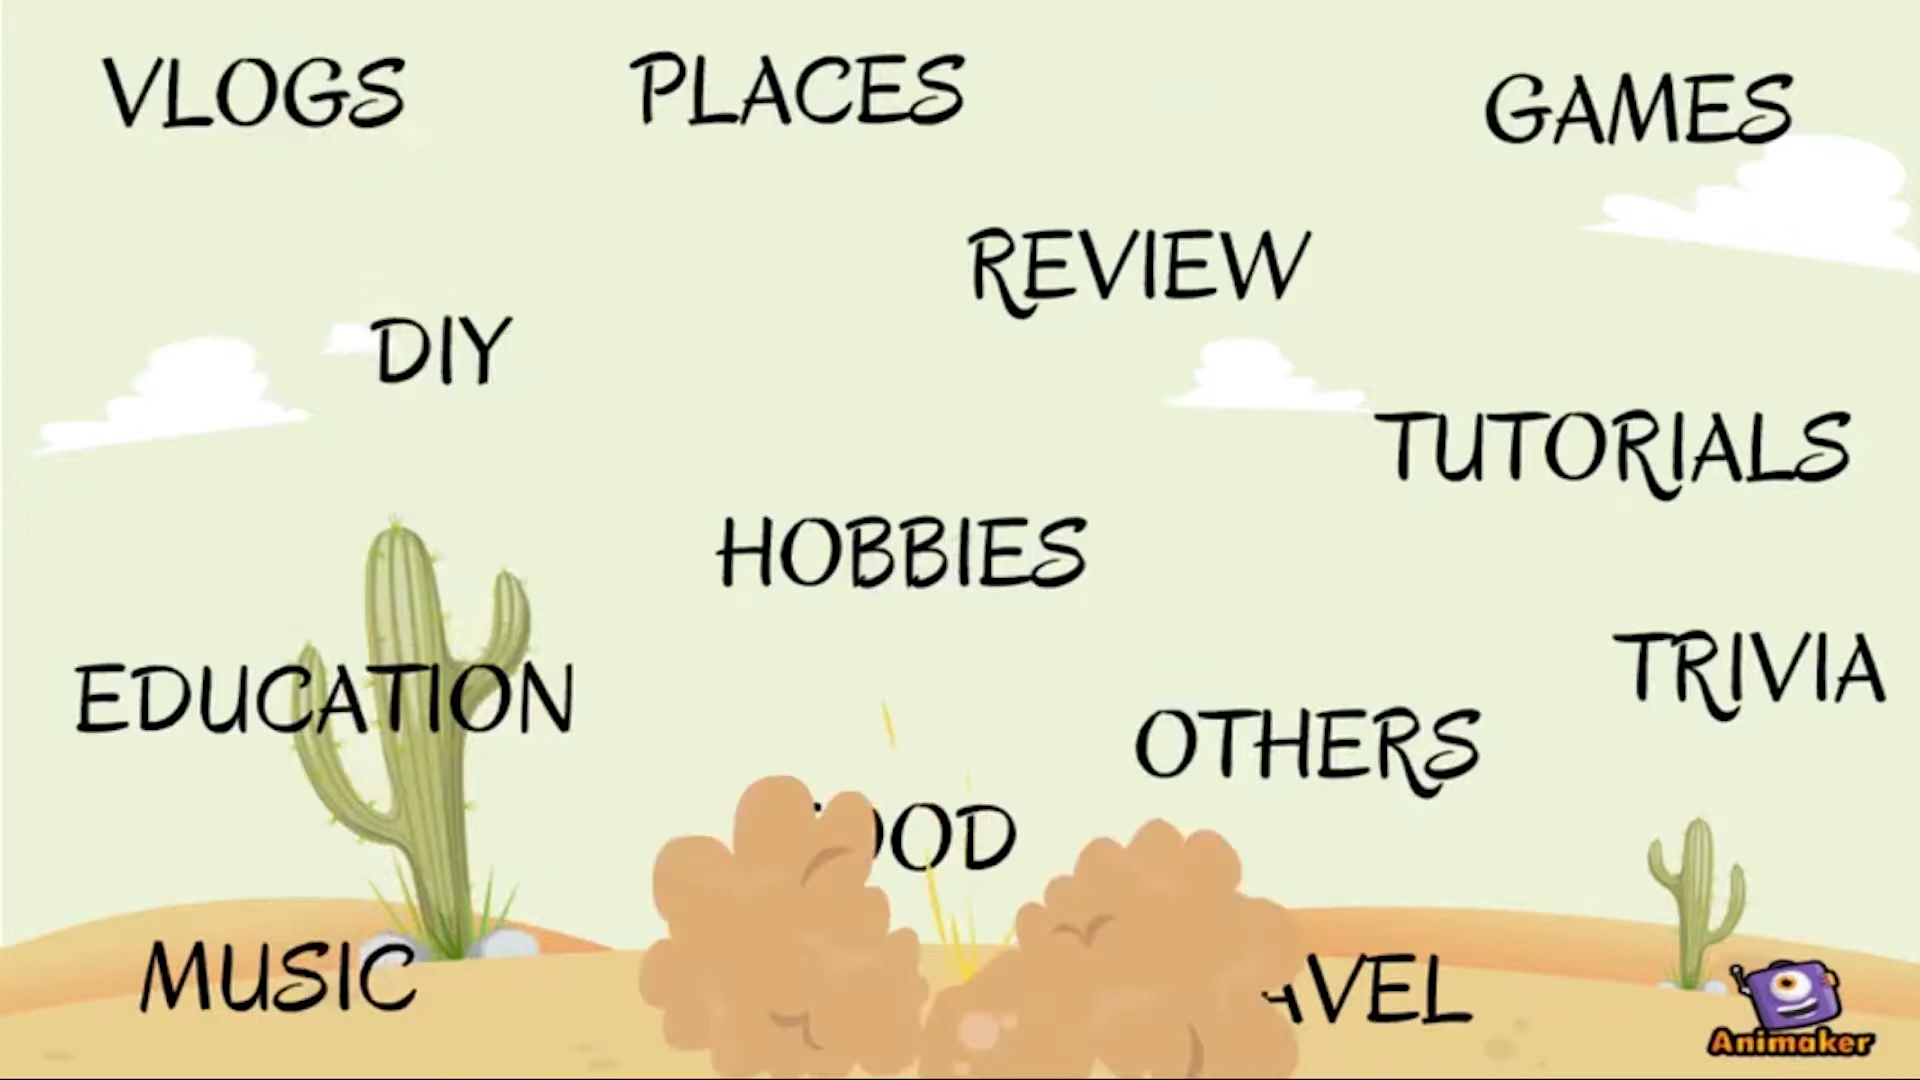 VLOGS
PLACES
GAMES
REVIEW
DIY
TUTORIALS
HOBBIES
EDUCATION
TRIVIA
OTHERS
MUSIC
Animaker